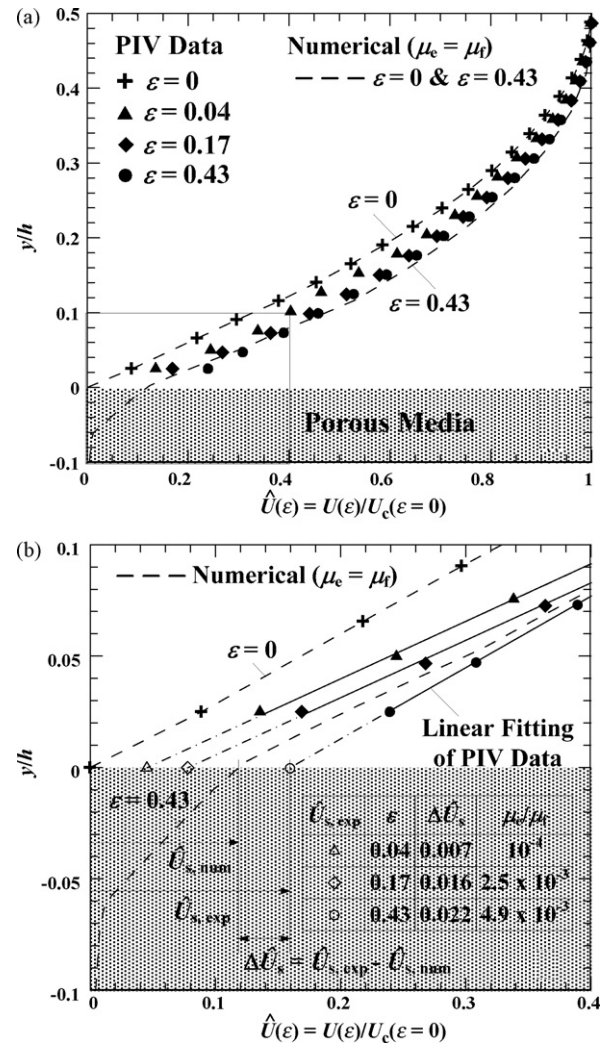 (a)
PIV Data
Numerical (μe = μf)
ε = 0
ε = 0 & ε = 0.43
ε = 0.04
ε = 0.17
ε = 0.43
ε = 0
ε = 0.43
Porous Media
0.5
0.4
0.3
0.2
0.1
0
-0.1
y/h
0 0.2 0.4 0.6 0.8 1
Û(ε) = U(ε)/Uc(ε = 0)
(b)
Numerical (μe = μf)
ε = 0
Linear Fitting
of PIV Data
ε = 0.43
Ûs, exp ε ΔÛs μe/μf
0.04 0.007 10⁻⁴
0.17 0.016 2.5 x 10⁻³
0.43 0.022 4.9 x 10⁻³
Ûs, num
Ûs, exp
ΔÛs = Ûs, exp - Ûs, num
0.1
0.05
0
-0.05
-0.1
y/h
0 0.1 0.2 0.3 0.4
Û(ε) = U(ε)/Uc(ε = 0)